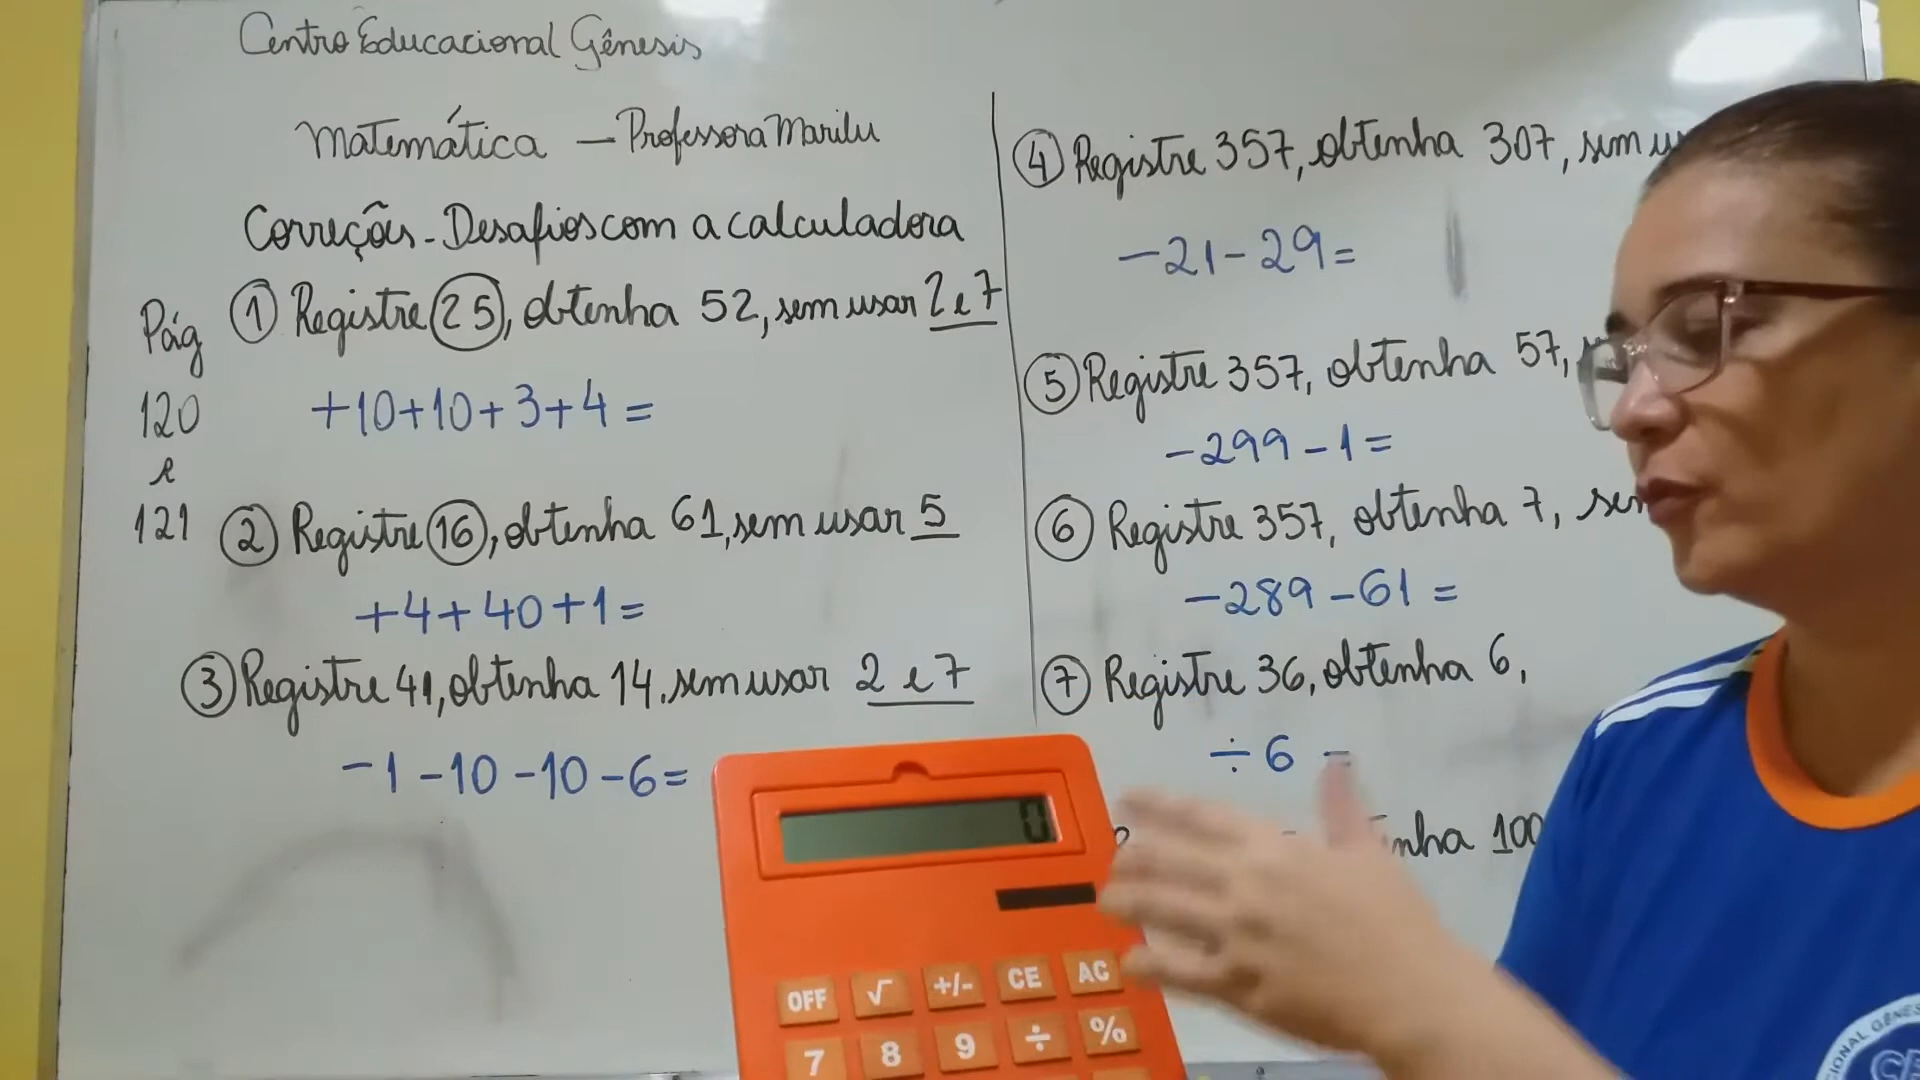 Centro Educacional Gênesis
Matemática - Professora Marilu
Correções - Desafios com a calculadora
Pág
120
e
121
① Registre 25, obtenha 52, sem usar 2 e 7
+10+10+3+4=
② Registre 16, obtenha 61, sem usar 5
+4+40+1=
③ Registre 41, obtenha 14, sem usar 2 e 7
-1-10-10-6=
④ Registre 357, obtenha 307, sem
-21-29=
⑤ Registre 357, obtenha 57,
-299-1=
⑥ Registre 357, obtenha 7,
-289-61=
⑦ Registre 36, obtenha 6,
÷6
100
0
OFF √ +/- CE AC
7 8 9 ÷ %